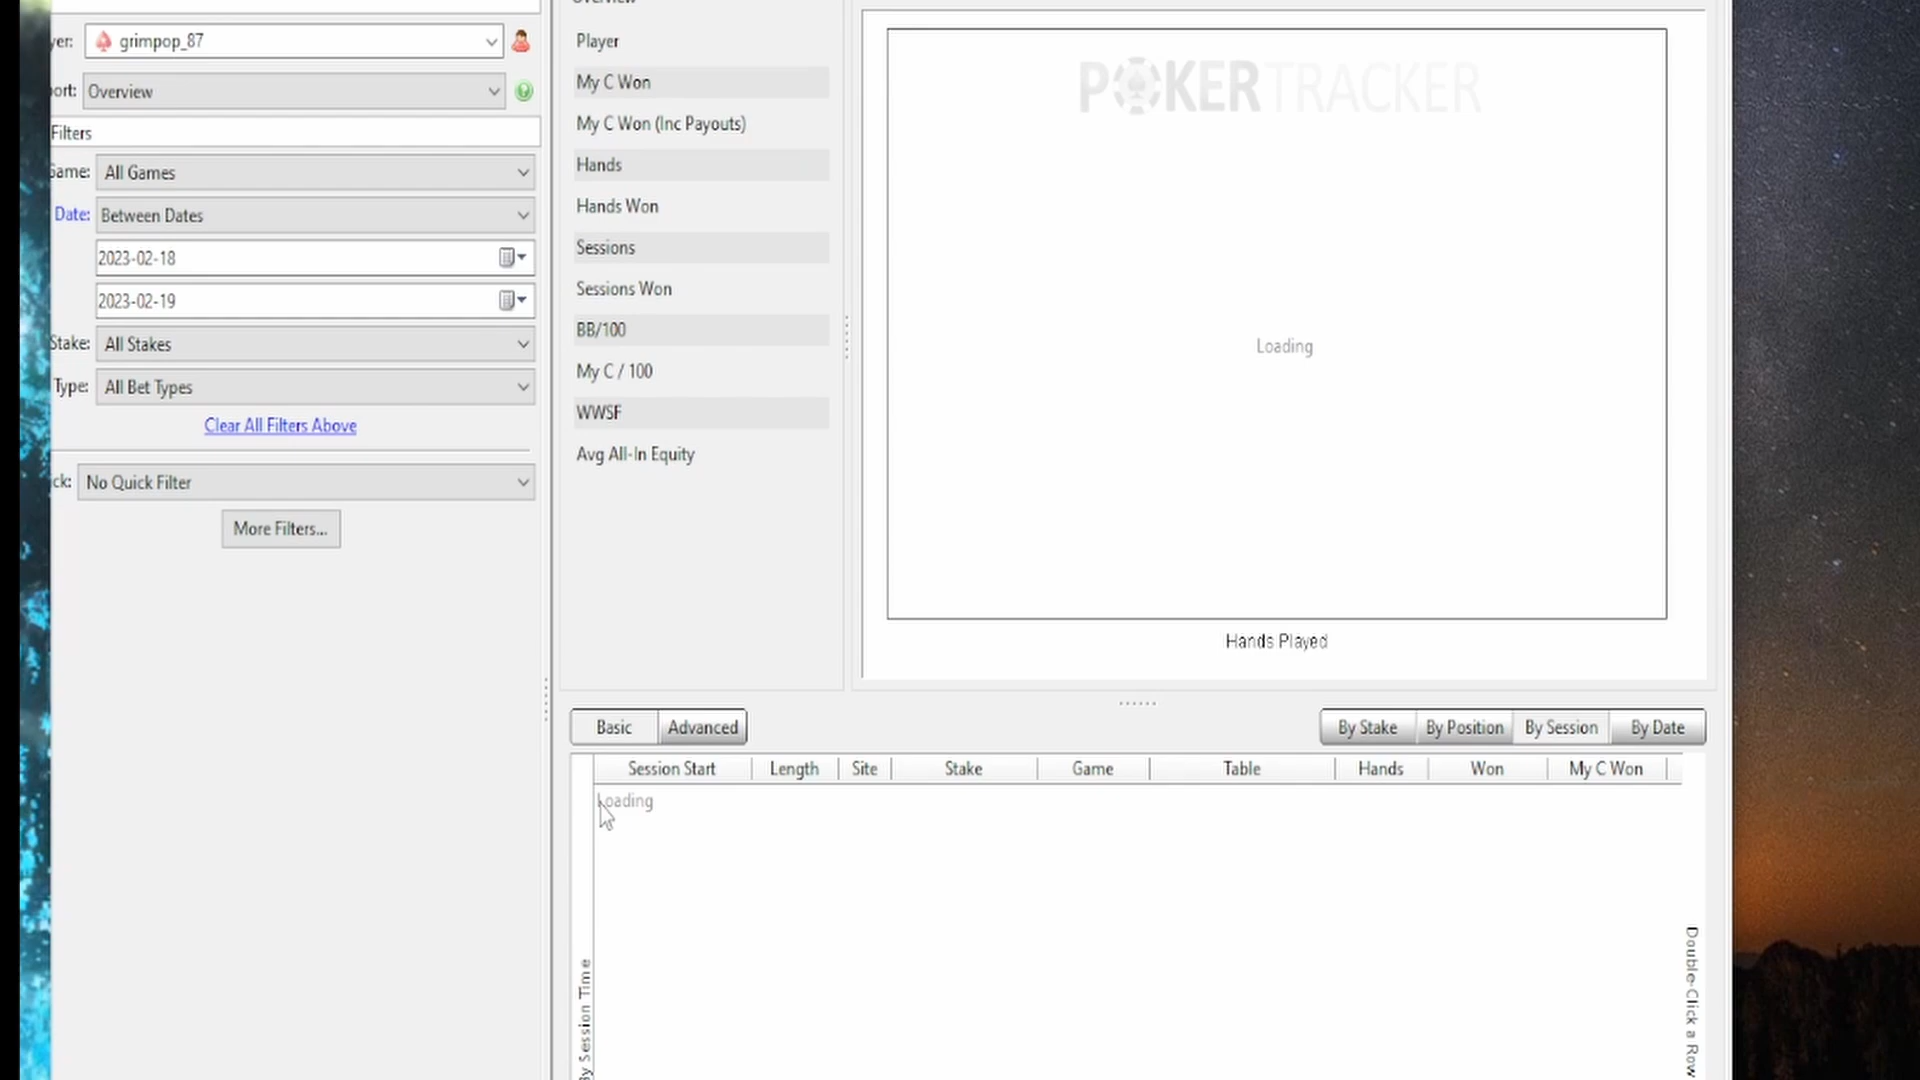 yer: grimpop_87
ort: Overview
Filters
Game: All Games
Date: Between Dates
2023-02-18
2023-02-19
Stake: All Stakes
Type: All Bet Types
Clear All Filters Above
ck: No Quick Filter
More Filters...
Overview
Player
My C Won
My C Won (Inc Payouts)
Hands
Hands Won
Sessions
Sessions Won
BB/100
My C / 100
WWSF
Avg All-In Equity
POKERTRACKER
Loading
Hands Played
Basic Advanced
By Stake By Position By Session By Date
Session Start Length Site Stake Game Table Hands Won My C Won
Loading
By Session Time
Double-Click a Row